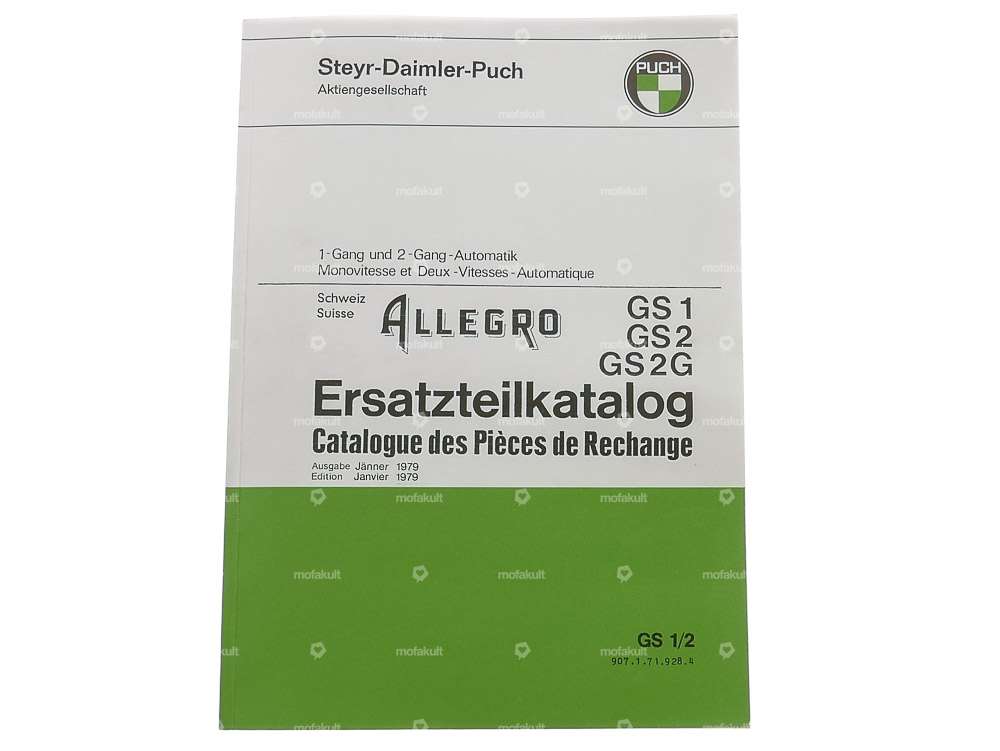 Steyr-Daimler-Puch
Aktiengesellschaft
PUCH
1-Gang und 2-Gang-Automatik
Monovitesse et Deux-Vitesses-Automatique
Schweiz
Suisse
ALLEGRO
GS 1
GS 2
GS 2 G
Ersatzteilkatalog
Catalogue des Pièces de Rechange
Ausgabe Jänner 1979
Edition Janvier 1979
GS 1/2
907.1.71.928.4
mofakult